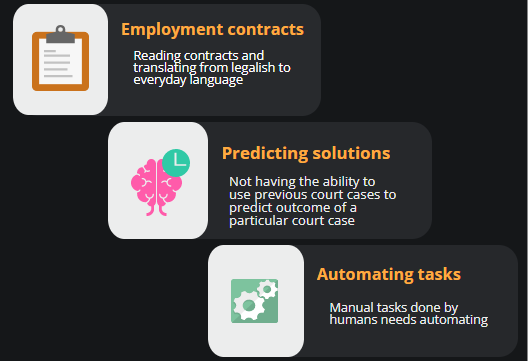 Employment contracts
Reading contracts and
translating from legalish to
everyday language
Predicting solutions
Not having the ability to
use previous court cases to
predict outcome of a
particular court case
Automating tasks
Manual tasks done by
humans needs automating